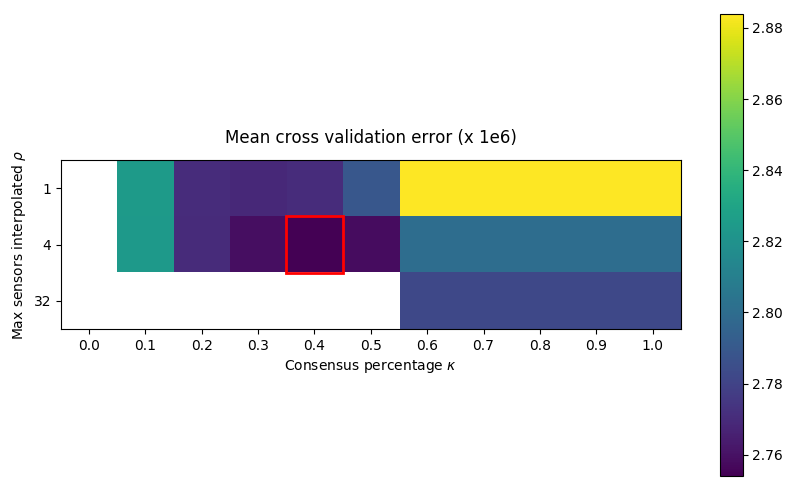 Mean cross validation error (x 1e6)
Max sensors interpolated ρ
1
4
32
0.0 0.1 0.2 0.3 0.4 0.5 0.6 0.7 0.8 0.9 1.0
Consensus percentage κ
2.88
2.86
2.84
2.82
2.80
2.78
2.76